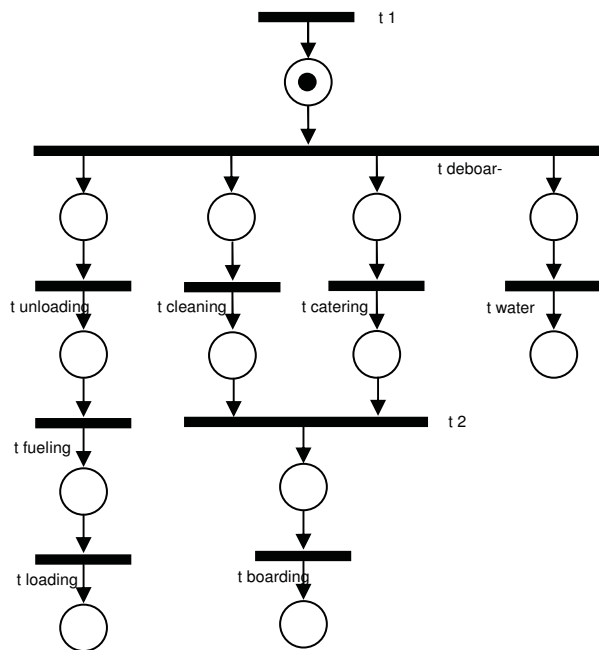 t 1
t deboar-
t unloading
t cleaning
t catering
t water
t 2
t fueling
t loading
t boarding